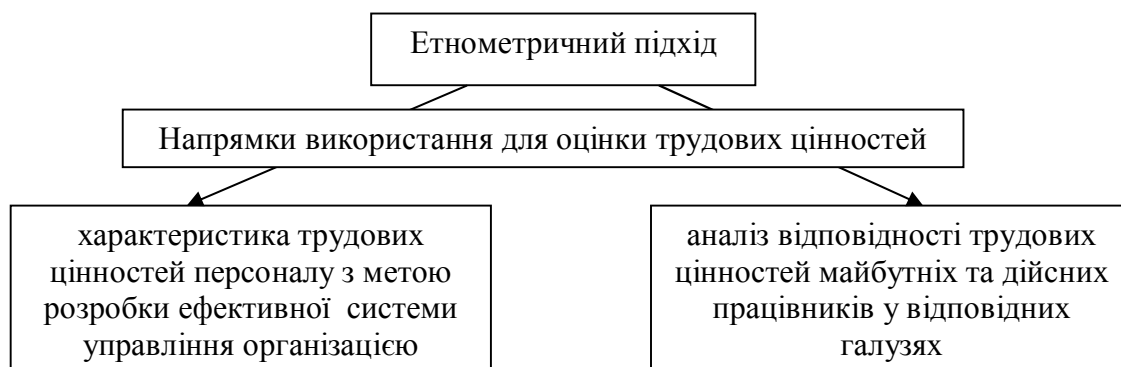 Етнометричний підхід
Напрямки використання для оцінки трудових цінностей
характеристика трудових
цінностей персоналу з метою
розробки ефективної системи
управління організацією
аналіз відповідності трудових
цінностей майбутніх та дійсних
працівників у відповідних
галузях